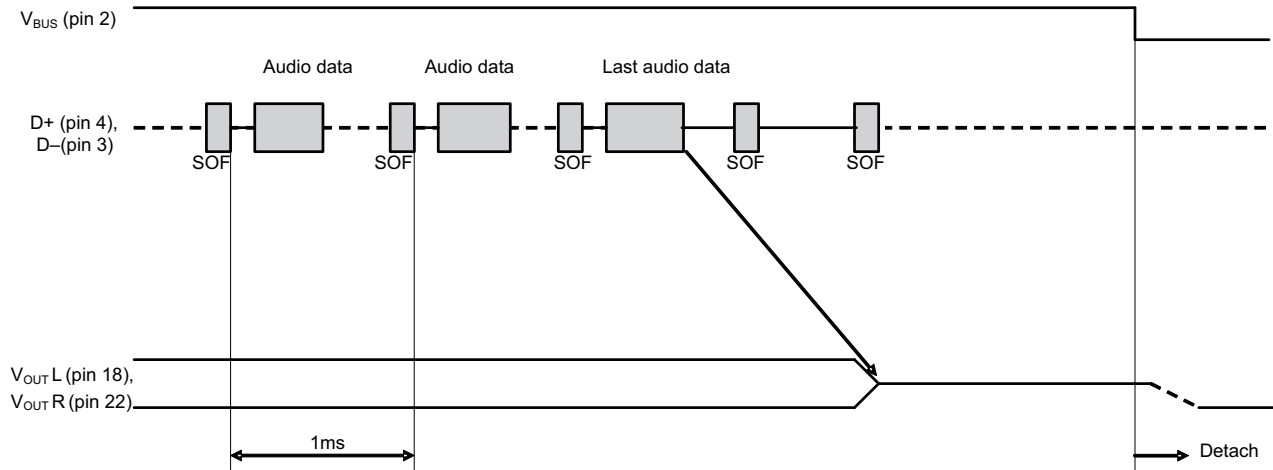 VBUS (pin 2)
Audio data
Audio data
Last audio data
D+ (pin 4),
D–(pin 3)
SOF
SOF
SOF
SOF
SOF
VOUT L (pin 18),
VOUT R (pin 22)
1ms
Detach